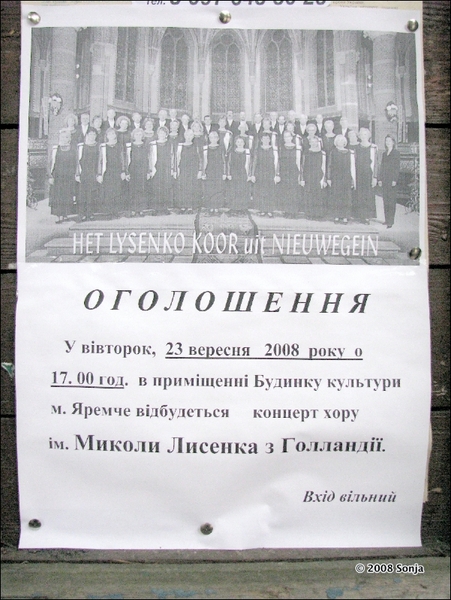 HET LYSENKO KOOR uit NIEUWEGEIN
ОГОЛОШЕННЯ
У вівторок, 23 вересня 2008 року о
17.00 год. в приміщенні Будинку культури
м. Яремче відбудеться концерт хору
ім. Миколи Лисенка з Голландії.
Вхід вільний
© 2008 Sonja